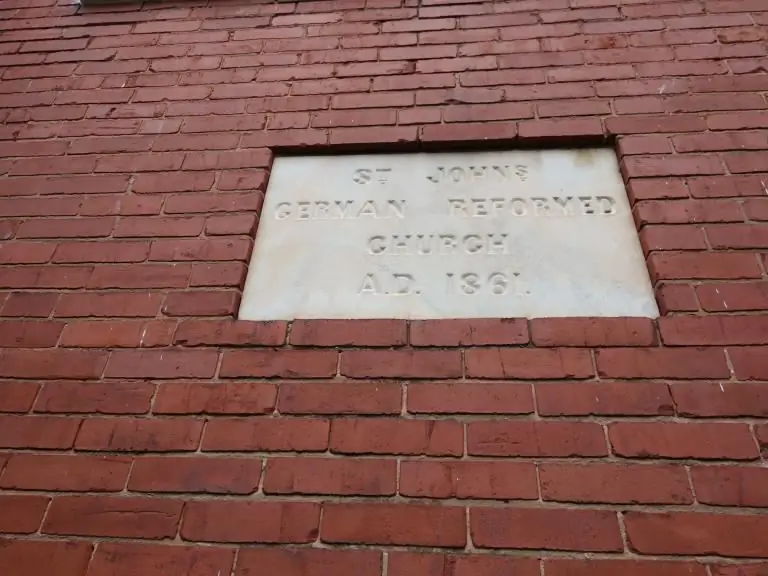 ST JOHNS
GERMAN REFORMED
CHURCH
A.D. 1861.